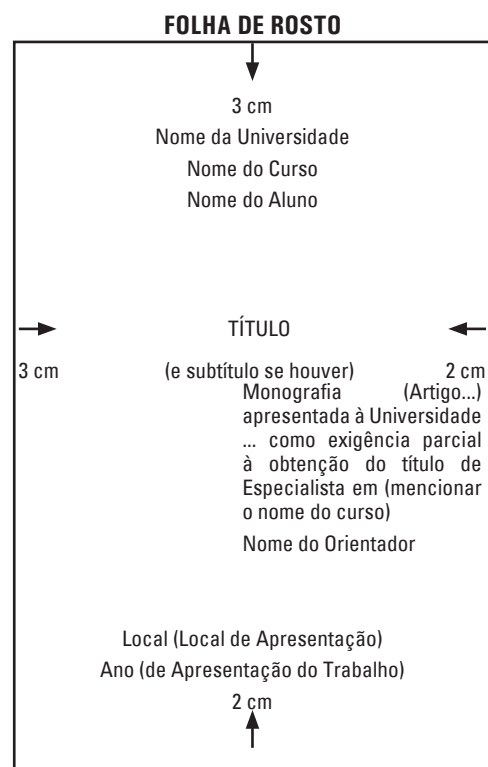 FOLHA DE ROSTO
3 cm
Nome da Universidade
Nome do Curso
Nome do Aluno
TÍTULO
3 cm (e subtítulo se houver) 2 cm
Monografia (Artigo...)
apresentada à Universidade
... como exigência parcial
à obtenção do título de
Especialista em (mencionar
o nome do curso)
Nome do Orientador
Local (Local de Apresentação)
Ano (de Apresentação do Trabalho)
2 cm